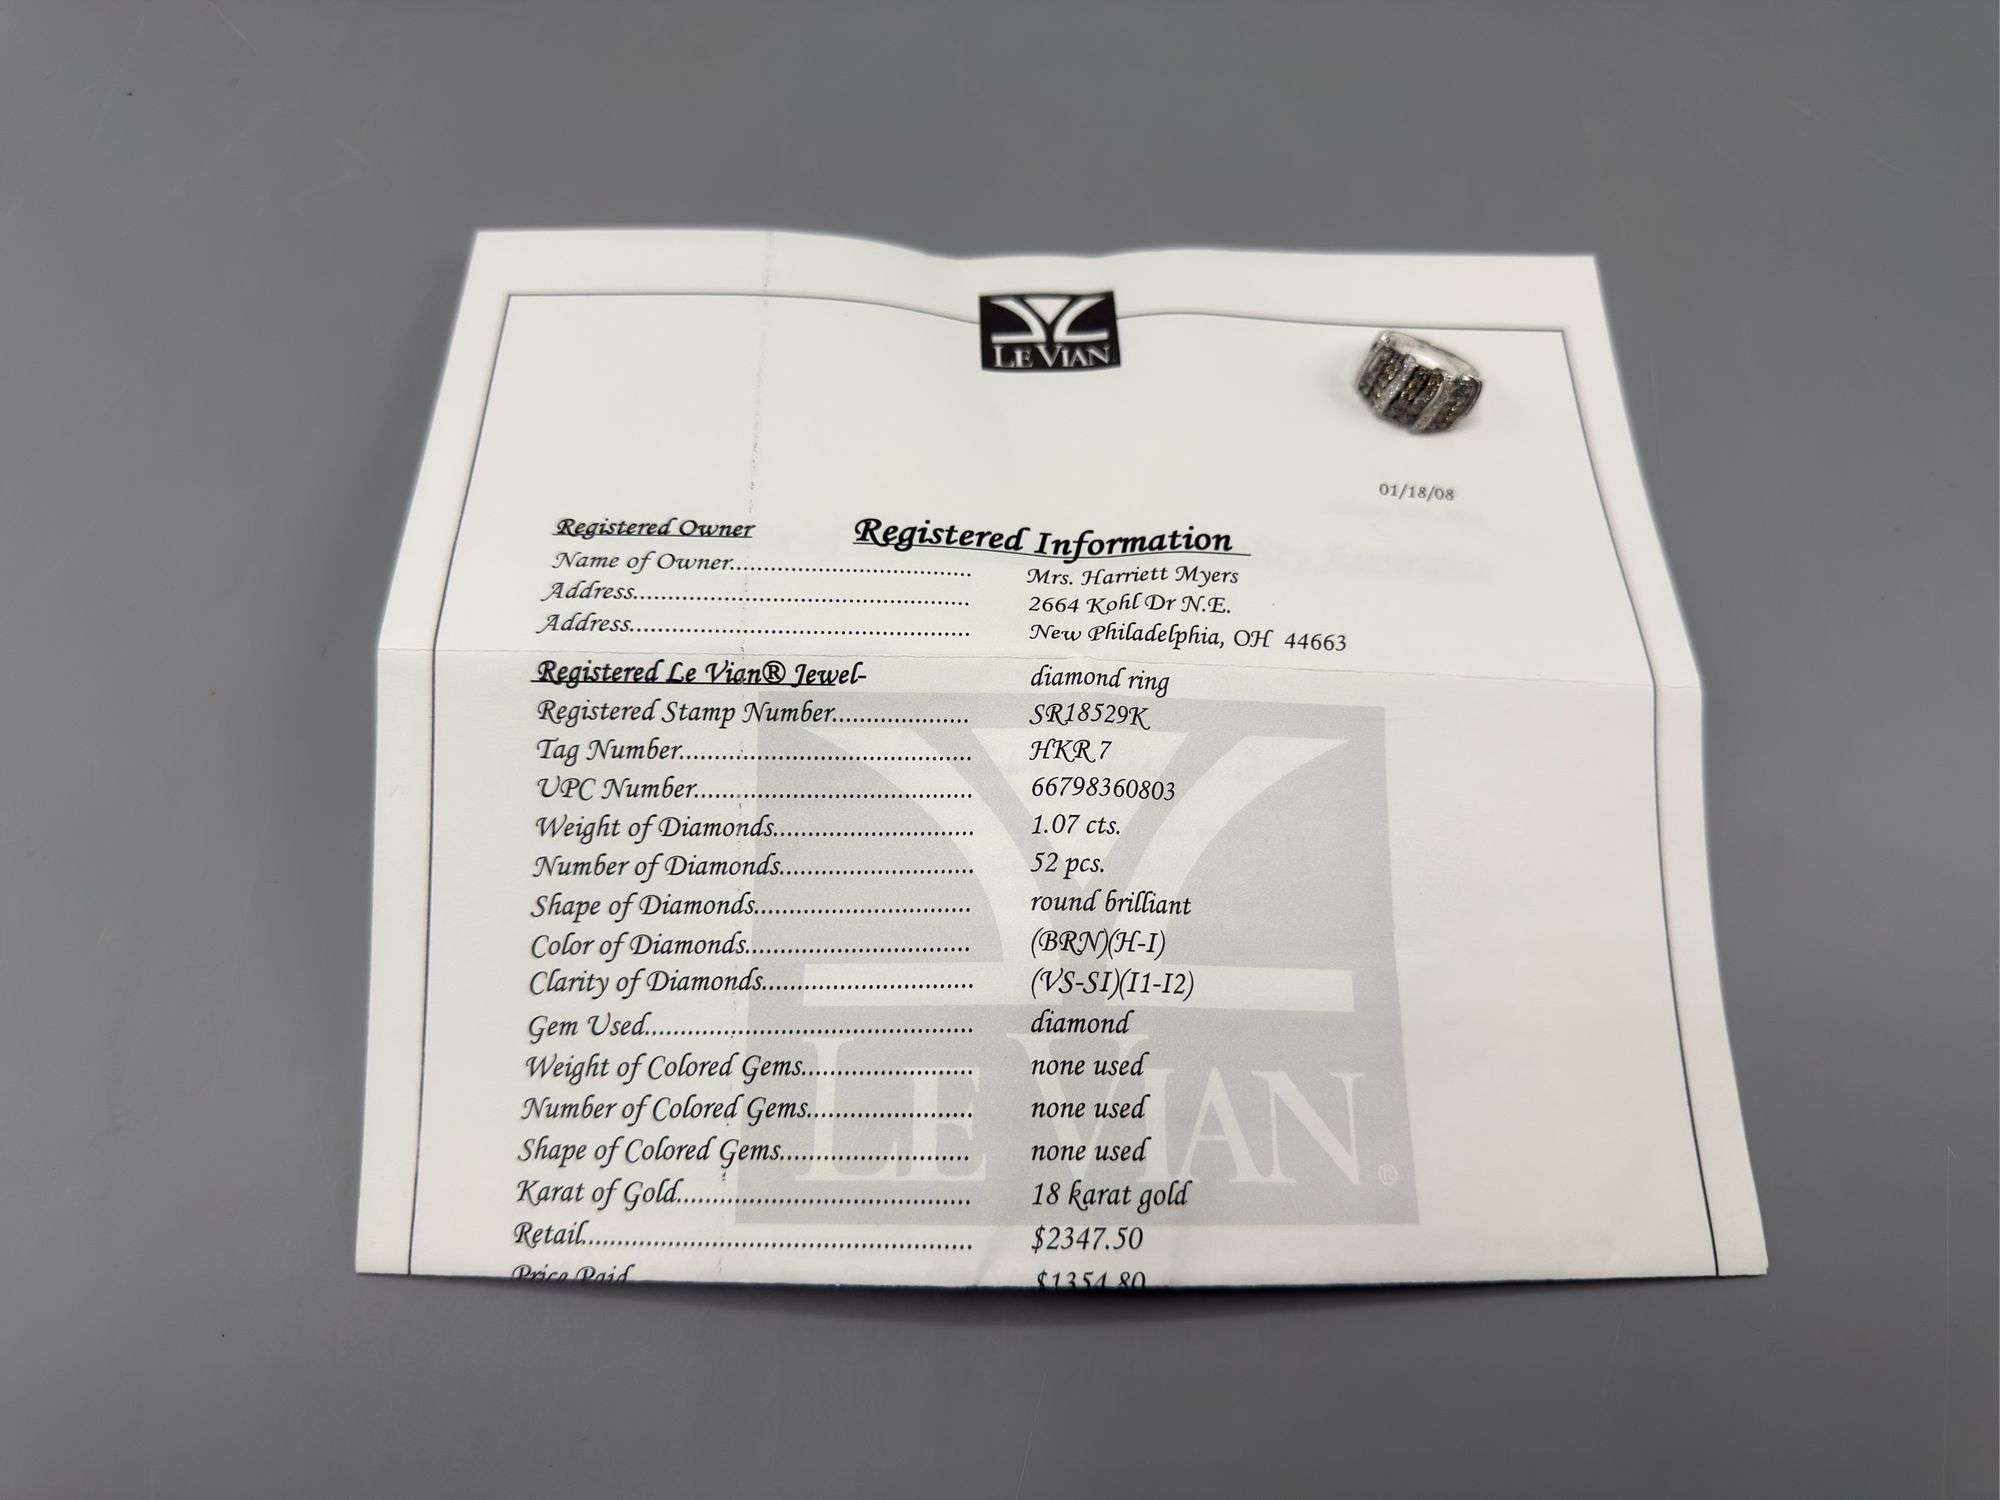 LE VIAN
01/18/08
Registered Owner
Registered Information
Name of Owner.......... Mrs. Harriett Myers
Address.......... 2664 Kohl Dr N.E.
Address.......... New Philadelphia, OH 44663
Registered Le Vian® Jewel- diamond ring
Registered Stamp Number.......... SR18529K
Tag Number.......... HKR 7
UPC Number.......... 66798360803
Weight of Diamonds.......... 1.07 cts.
Number of Diamonds.......... 52 pcs.
Shape of Diamonds.......... round brilliant
Color of Diamonds.......... (BRN)(H-I)
Clarity of Diamonds.......... (VS-SI)(I1-I2)
Gem Used.......... diamond
Weight of Colored Gems.......... none used
Number of Colored Gems.......... none used
Shape of Colored Gems.......... none used
Karat of Gold.......... 18 karat gold
Retail.......... $2347.50
Price Paid $1354.80
LE VIAN ®